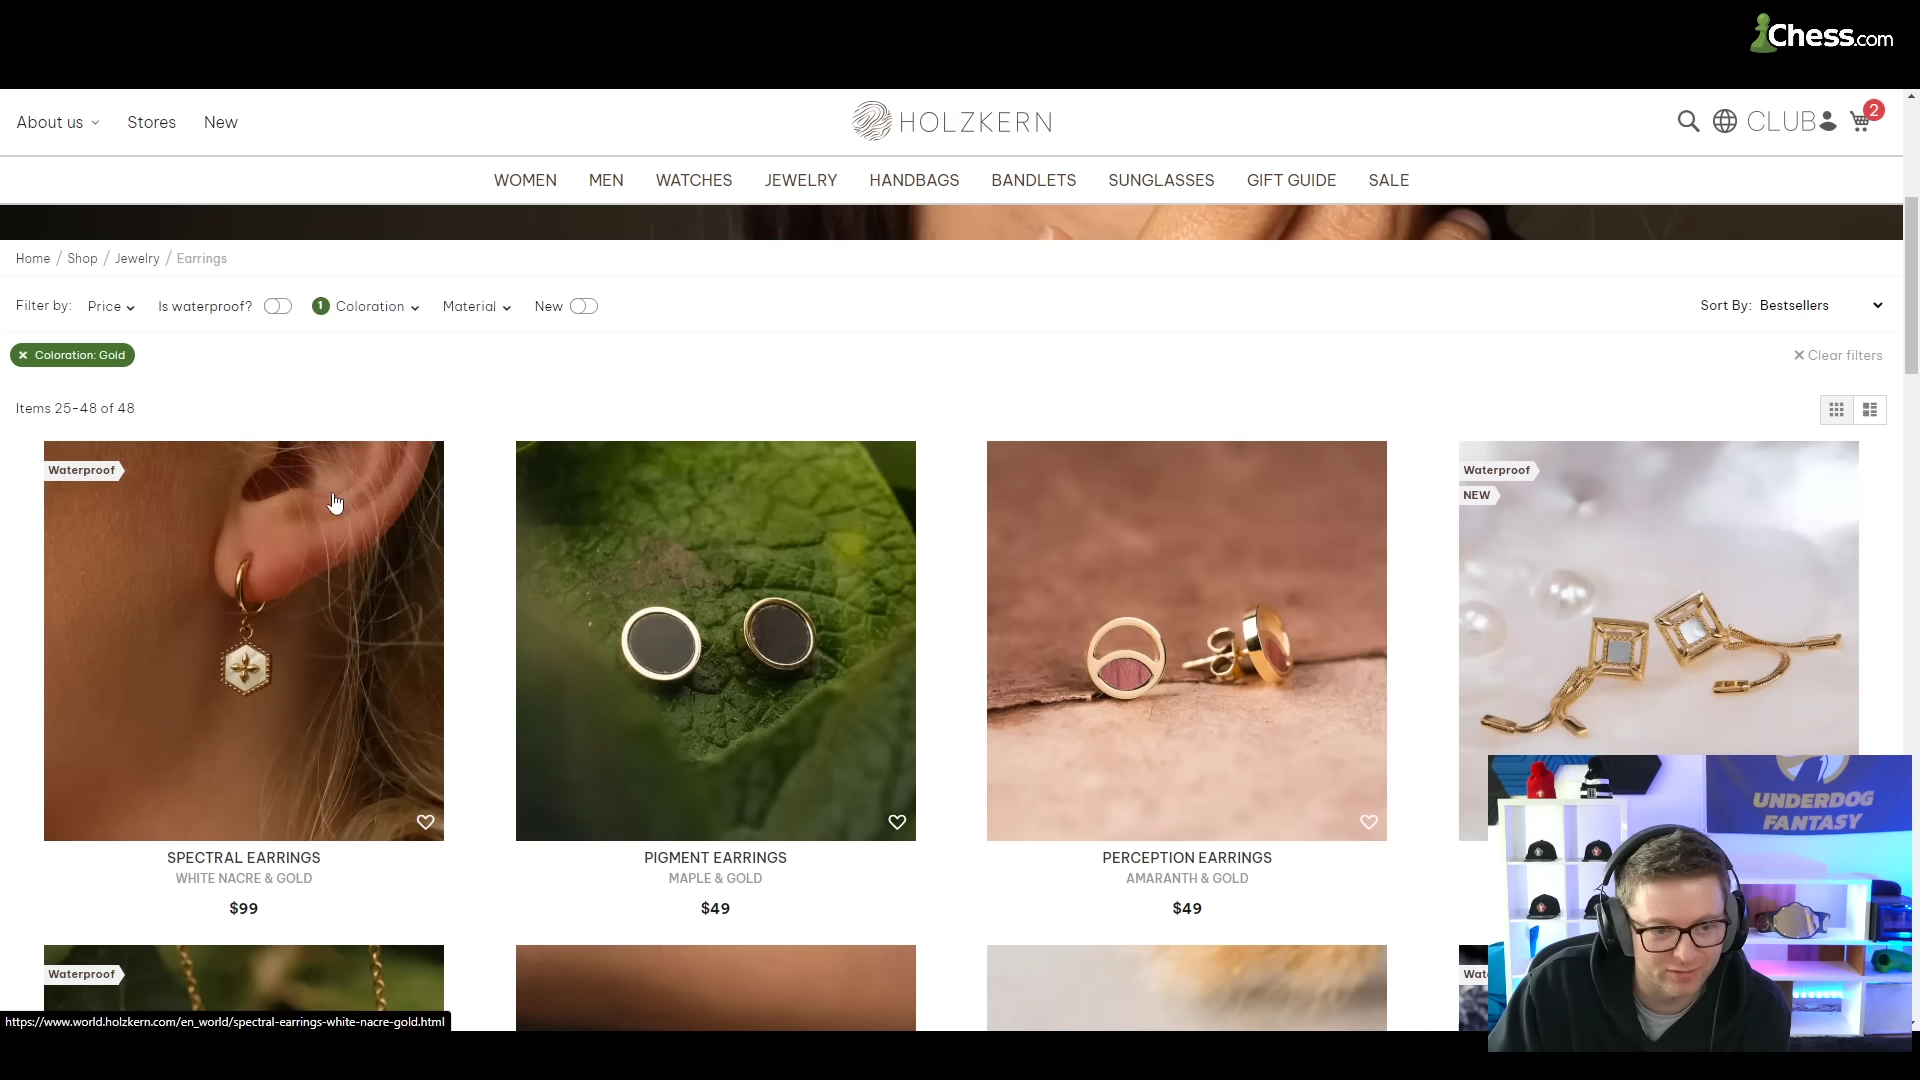 Chess.com
About us
Stores
New
HOLZKERN
CLUB
2
WOMEN
MEN
WATCHES
JEWELRY
HANDBAGS
BANDLETS
SUNGLASSES
GIFT GUIDE
SALE
Home / Shop / Jewelry / Earrings
Filter by:
Price
Is waterproof?
1
Coloration
Material
New
Sort By: Bestsellers
× Coloration: Gold
× Clear filters
Items 25-48 of 48
Waterproof
Waterproof
NEW
SPECTRAL EARRINGS
WHITE NACRE & GOLD
$99
PIGMENT EARRINGS
MAPLE & GOLD
$49
PERCEPTION EARRINGS
AMARANTH & GOLD
$49
UNDERDOG
FANTASY
Waterproof
Wat
https://www.world.holzkern.com/en_world/spectral-earrings-white-nacre-gold.html